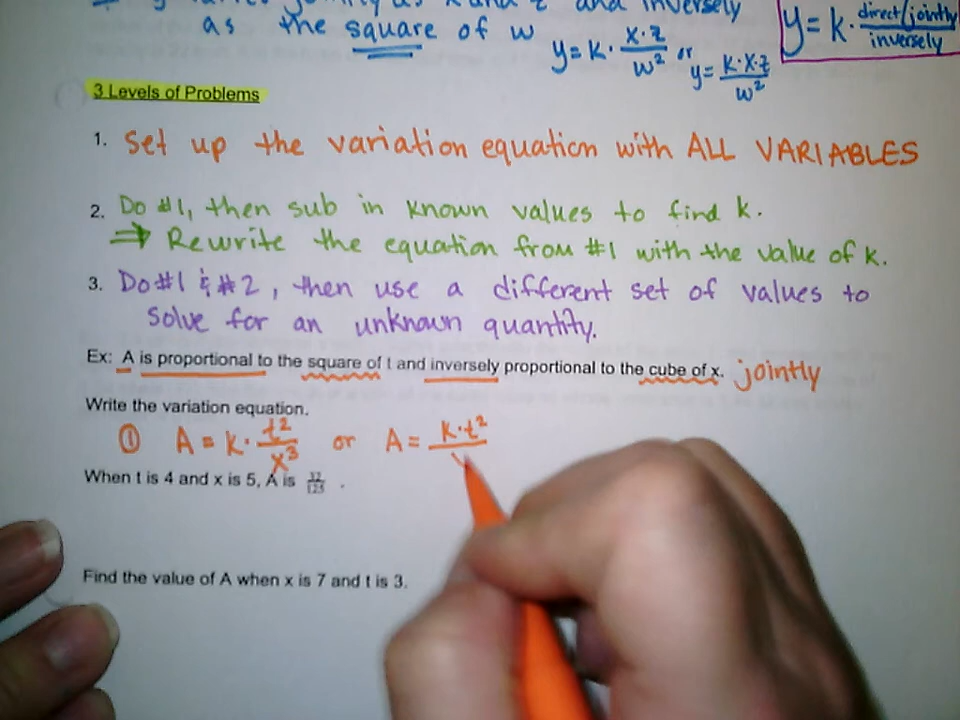 and inversely
as the square of w
y = k · x·z/w² or y = k·x·z/w²
y = k · direct/jointly/inversely
3 Levels of Problems
1. Set up the variation equation with ALL VARIABLES
2. Do #1, then sub in known values to find k.
⇒ Rewrite the equation from #1 with the value of k.
3. Do #1 & #2, then use a different set of values to
solve for an unknown quantity.
Ex: A is proportional to the square of t and inversely proportional to the cube of x. jointly
Write the variation equation.
① A = k · t²/x³ or A = k·t²
When t is 4 and x is 5, A is 32/125 .
Find the value of A when x is 7 and t is 3.